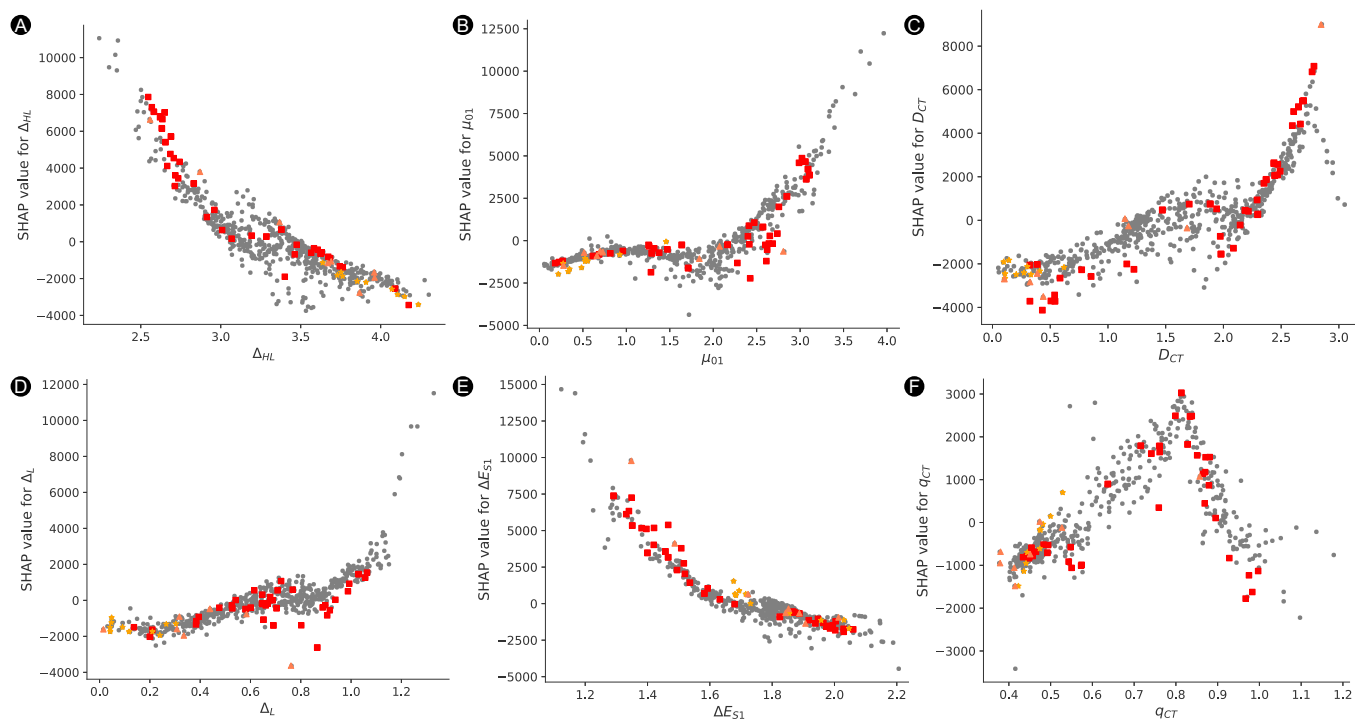 A
10000
8000
6000
4000
2000
0
−2000
−4000
SHAP value for Δ_HL
2.5 3.0 3.5 4.0
Δ_HL
B
12500
10000
7500
5000
2500
0
−2500
−5000
SHAP value for μ_01
0.0 0.5 1.0 1.5 2.0 2.5 3.0 3.5 4.0
μ_01
C
8000
6000
4000
2000
0
−2000
−4000
SHAP value for D_CT
0.0 0.5 1.0 1.5 2.0 2.5 3.0
D_CT
D
12000
10000
8000
6000
4000
2000
0
−2000
−4000
SHAP value for Δ_L
0.0 0.2 0.4 0.6 0.8 1.0 1.2
Δ_L
E
15000
12500
10000
7500
5000
2500
0
−2500
−5000
SHAP value for ΔE_S1
1.2 1.4 1.6 1.8 2.0 2.2
ΔE_S1
F
3000
2000
1000
0
−1000
−2000
−3000
SHAP value for q_CT
0.4 0.5 0.6 0.7 0.8 0.9 1.0 1.1 1.2
q_CT